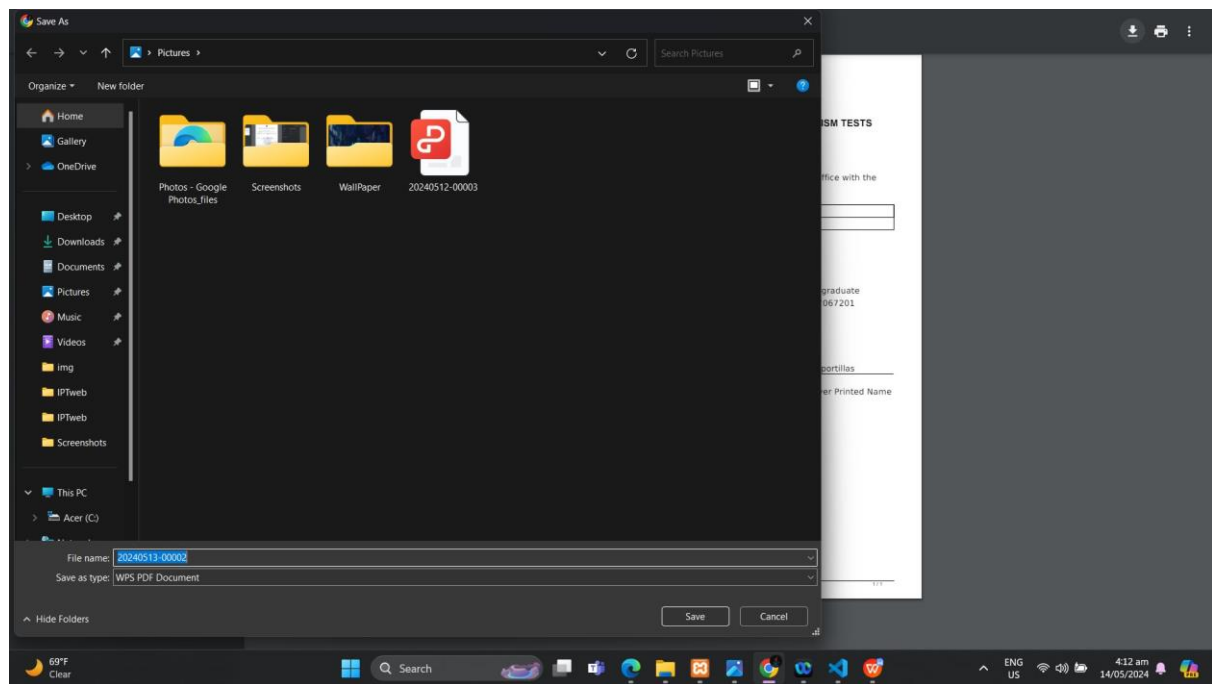 Save As
Pictures
Search Pictures
Organize
New folder
Home
Gallery
OneDrive
Desktop
Downloads
Documents
Pictures
Music
Videos
img
IPTweb
IPTweb
Screenshots
This PC
Acer (C:)
Photos - Google
Photos_files
Screenshots
WallPaper
20240512-00003
File name: 20240513-00002
Save as type: WPS PDF Document
Hide Folders
Save
Cancel
ISM TESTS
ffice with the
graduate
067201
portillas
er Printed Name
1/1
69°F
Clear
Search
ENG
US
4:12 am
14/05/2024